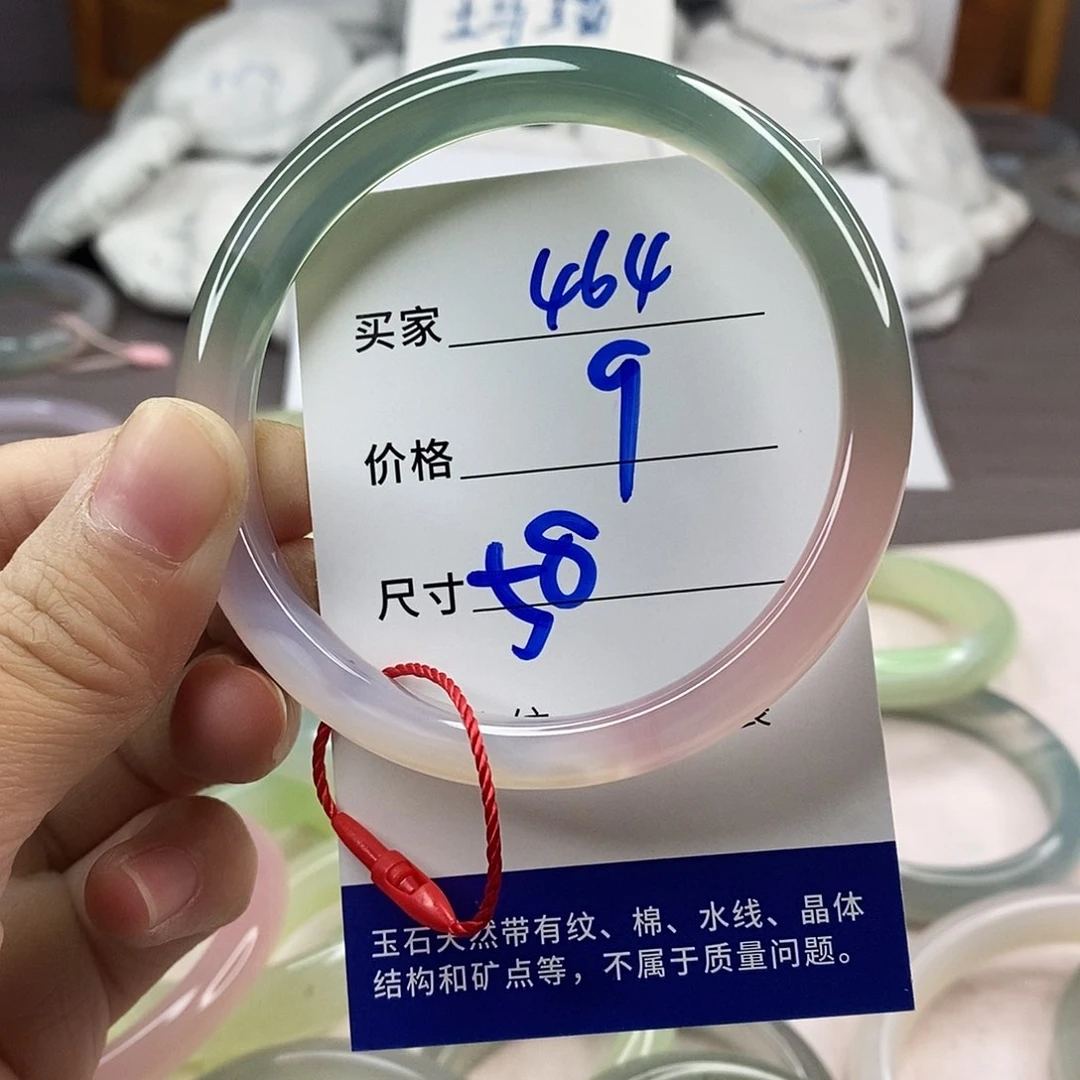 买家 464
价格 9
尺寸 58
玉石天然带有纹、棉、水线、晶体
结构和矿点等，不属于质量问题。